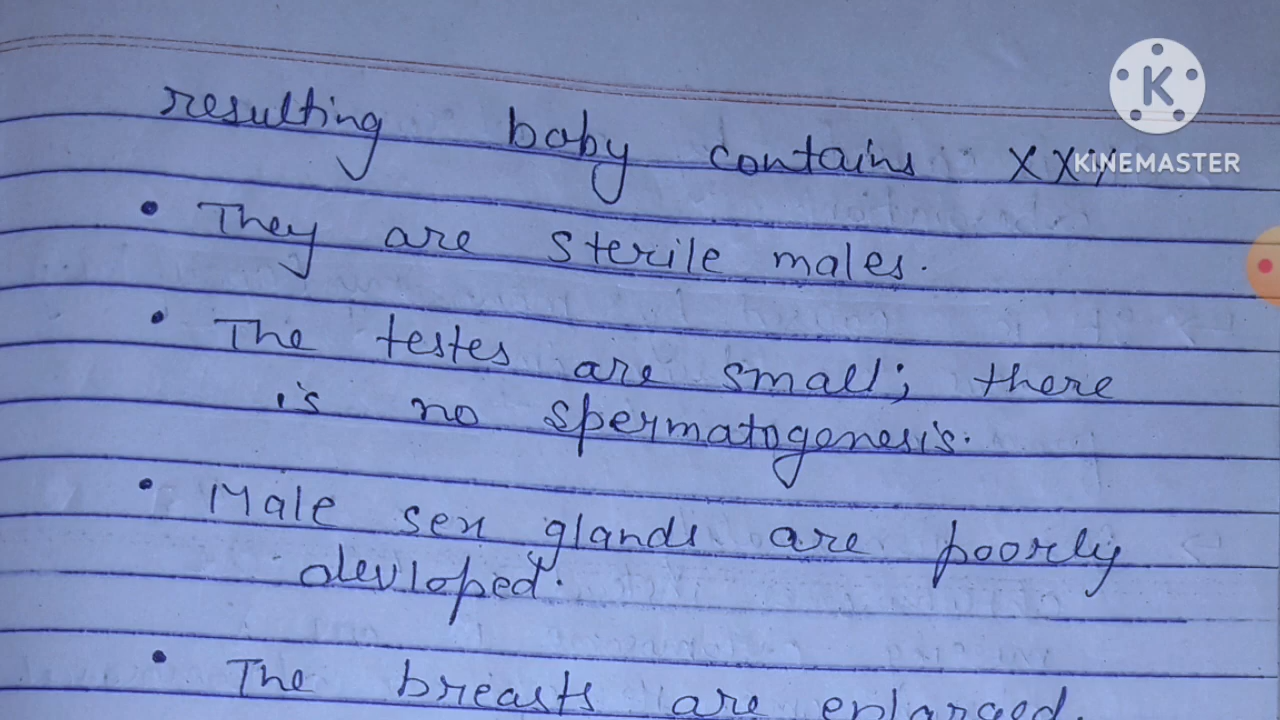 resulting baby contains XXY
KINEMASTER
• They are sterile males.
• The testes are small; there
is no spermatogenesis.
• Male sex glands are poorly
devloped.
• The breasts are enlarged.